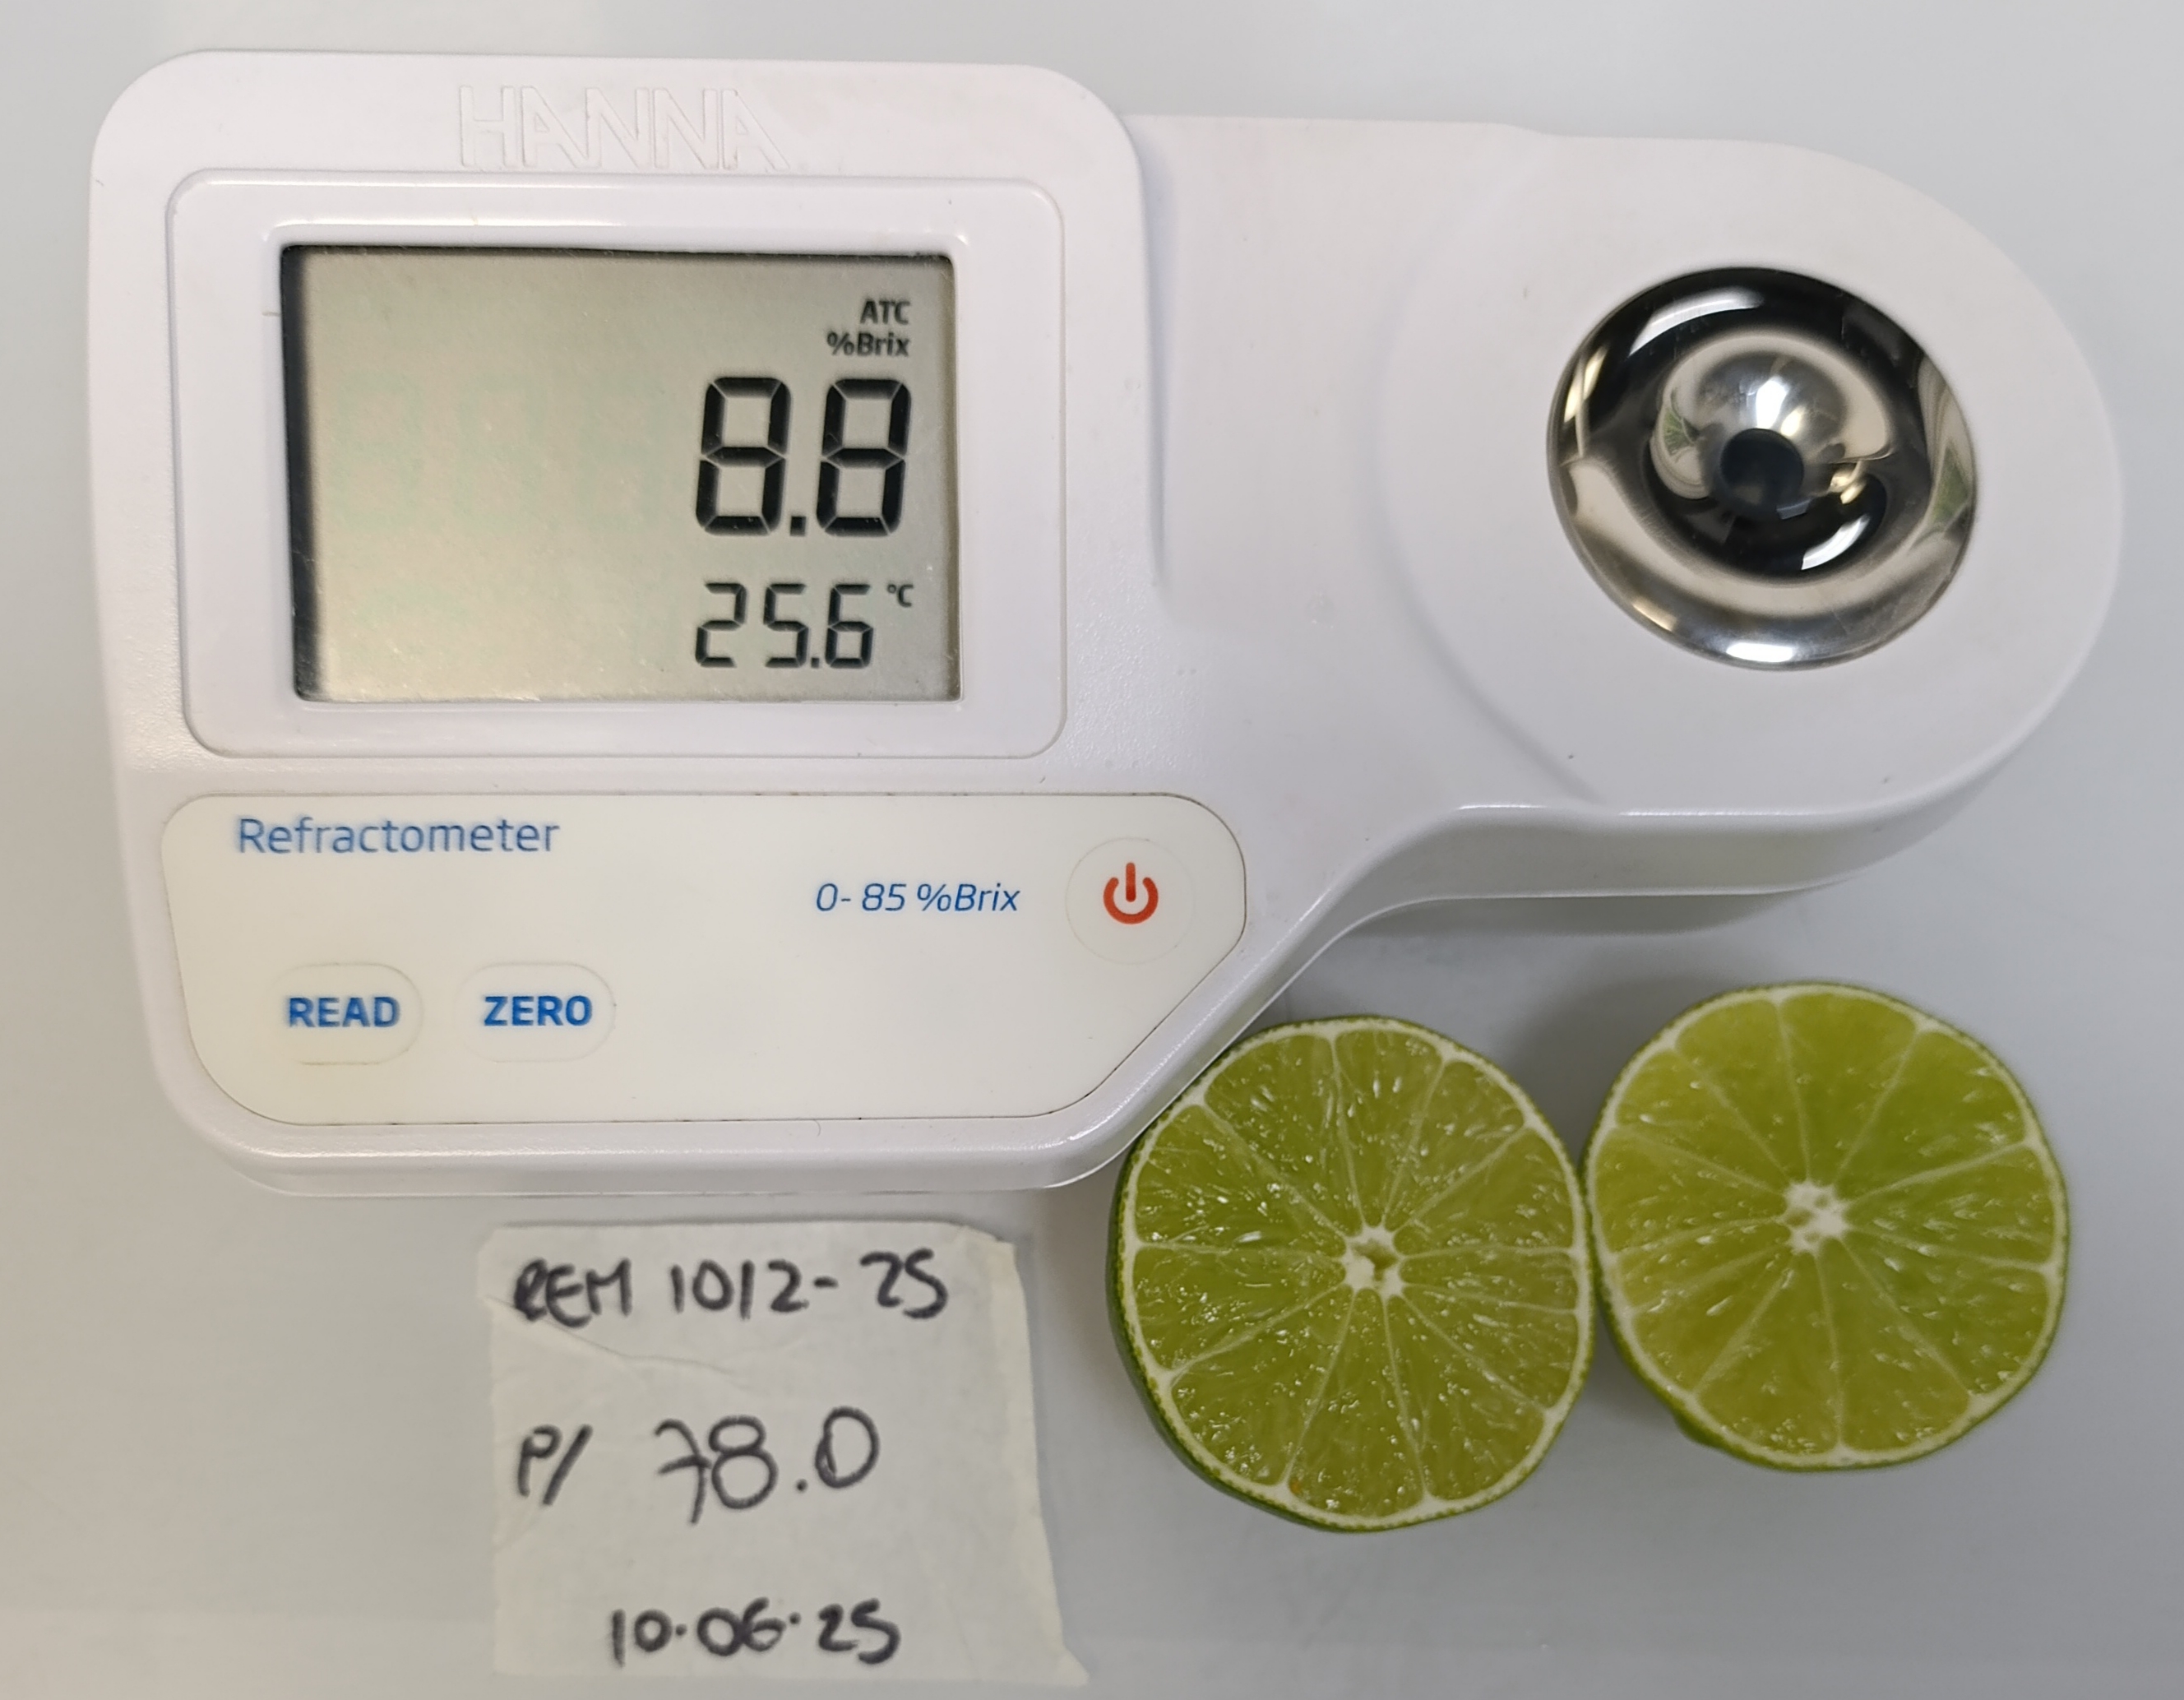 HANNA
ATC
%Brix
8.8
25.6 °C
Refractometer
0-85 %Brix
READ
ZERO
REM 1012-25
P/ 78.0
10.06.25